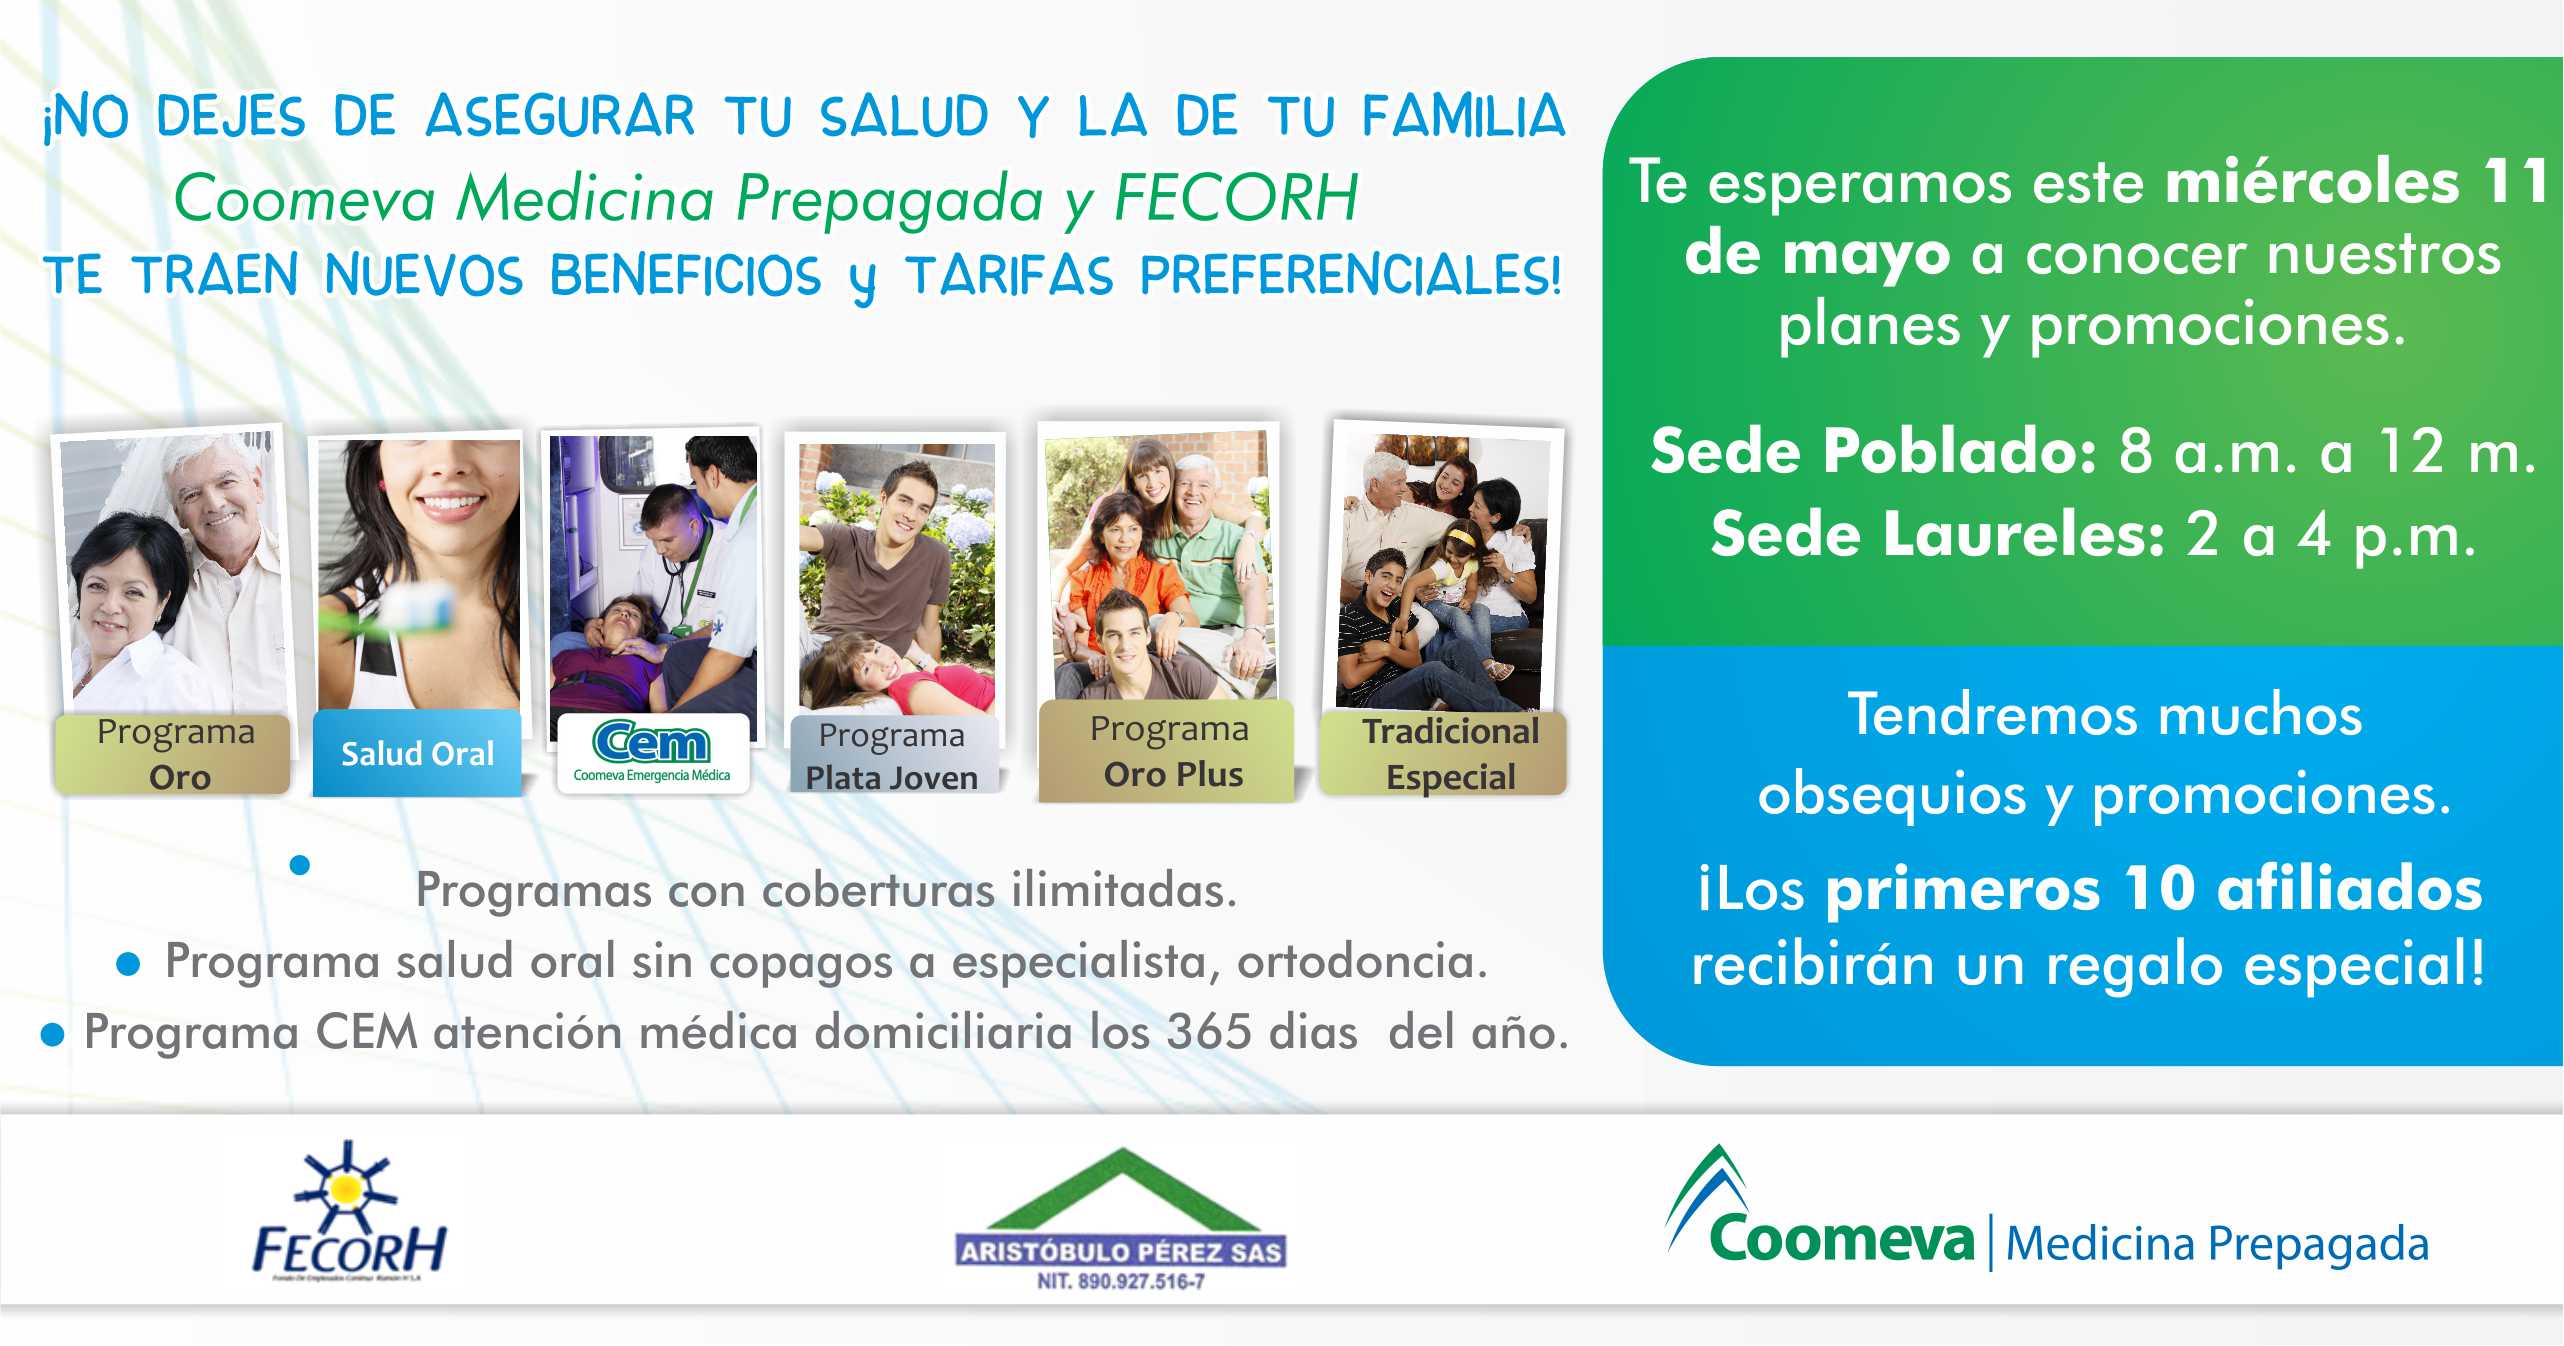 ¡NO DEJES DE ASEGURAR TU SALUD Y LA DE TU FAMILIA
Coomeva Medicina Prepagada y FECORH
TE TRAEN NUEVOS BENEFICIOS y TARIFAS PREFERENCIALES!
Programa
Oro
Salud Oral
Cem
Coomeva Emergencia Médica
Programa
Plata Joven
Programa
Oro Plus
Tradicional
Especial
• Programas con coberturas ilimitadas.
• Programa salud oral sin copagos a especialista, ortodoncia.
• Programa CEM atención médica domiciliaria los 365 dias del año.
Te esperamos este miércoles 11
de mayo a conocer nuestros
planes y promociones.
Sede Poblado: 8 a.m. a 12 m.
Sede Laureles: 2 a 4 p.m.
Tendremos muchos
obsequios y promociones.
¡Los primeros 10 afiliados
recibirán un regalo especial!
FECORH
Fondo De Empleados
ARISTÓBULO PÉREZ SAS
NIT. 890.927.516-7
Coomeva | Medicina Prepagada